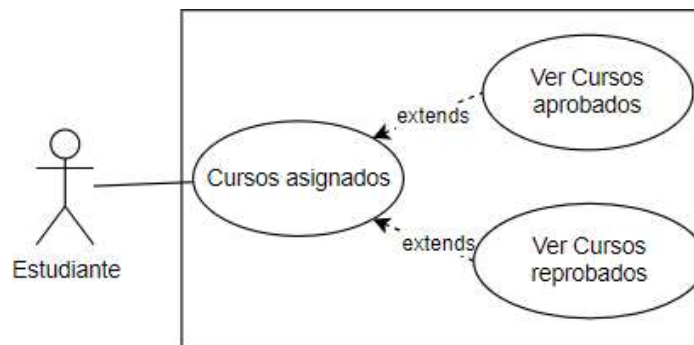 Ver Cursos
aprobados
extends
Cursos asignados
extends
Ver Cursos
reprobados
Estudiante